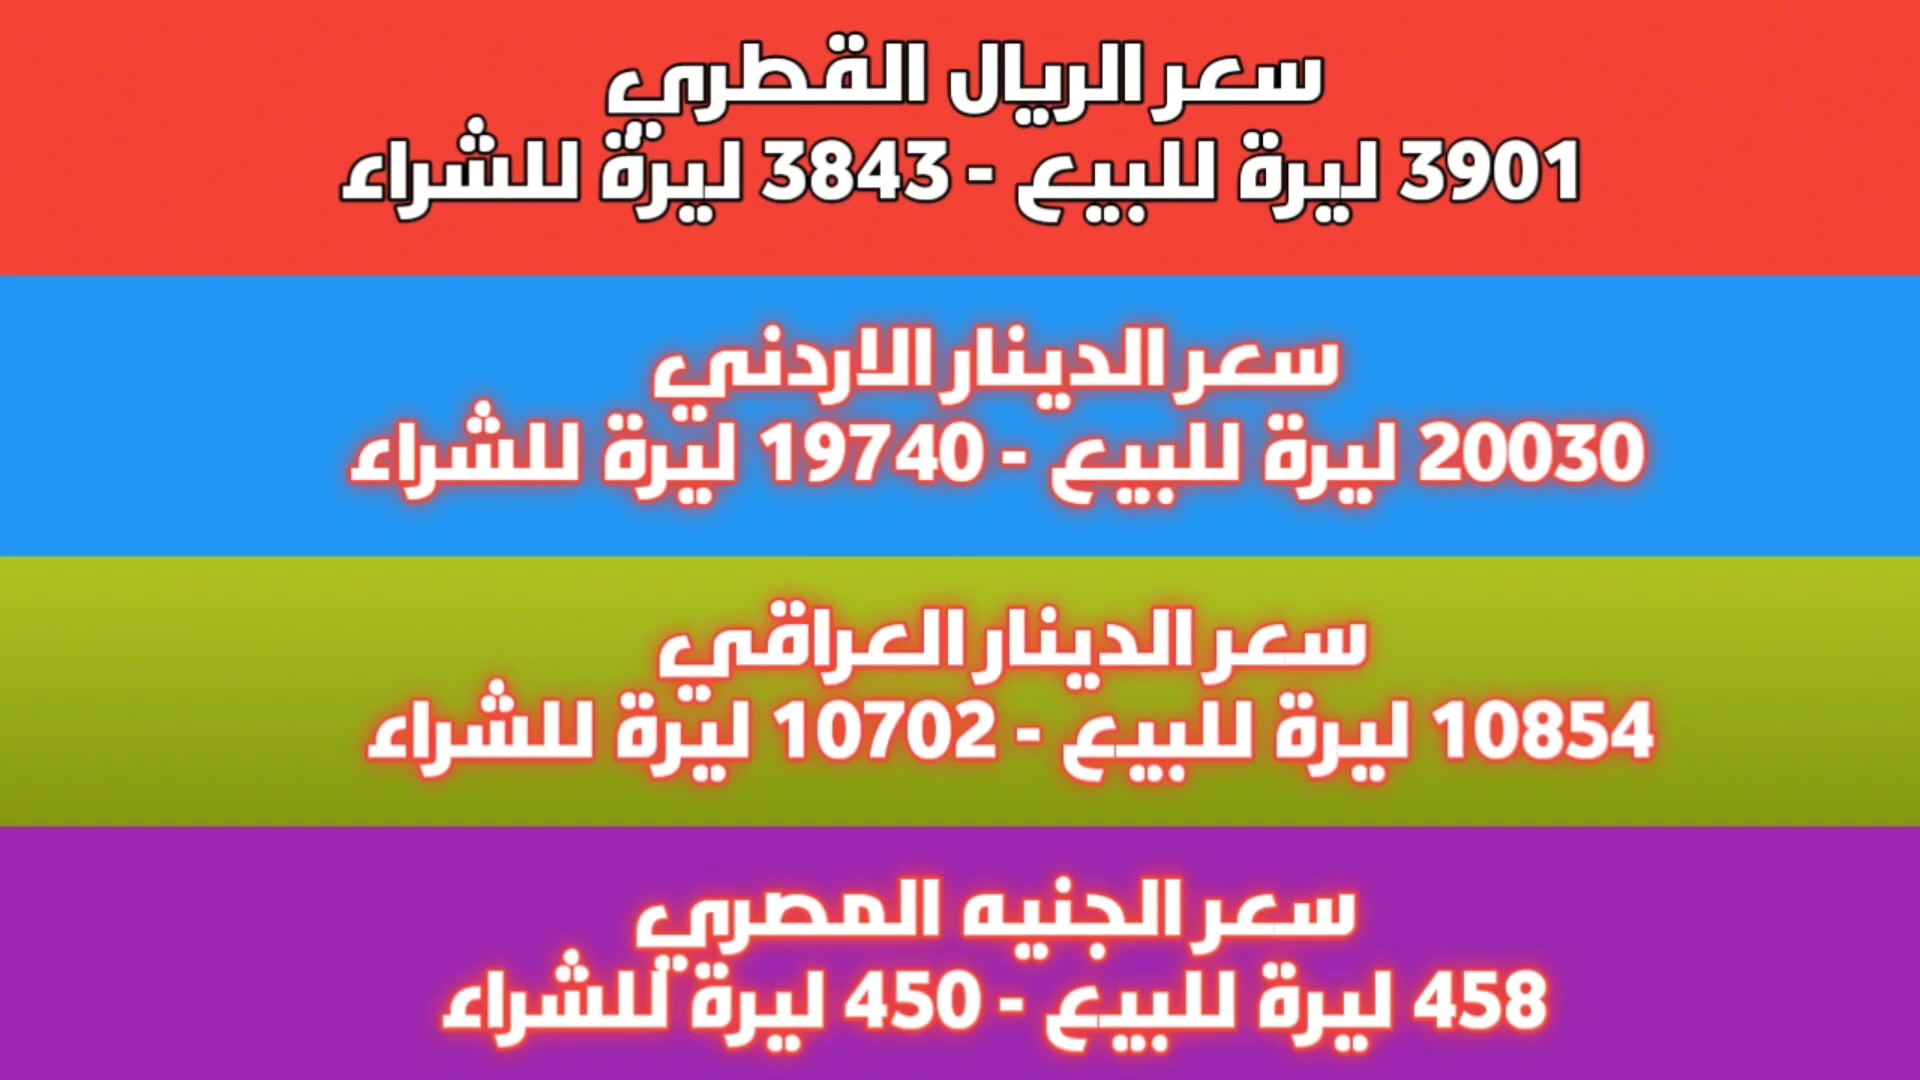 سعر الريال القطري
3901 ليرة للبيع - 3843 ليرة للشراء
سعر الدينار الاردني
20030 ليرة للبيع - 19740 ليرة للشراء
سعر الدينار العراقي
10854 ليرة للبيع - 10702 ليرة للشراء
سعر الجنيه المصري
458 ليرة للبيع - 450 ليرة للشراء